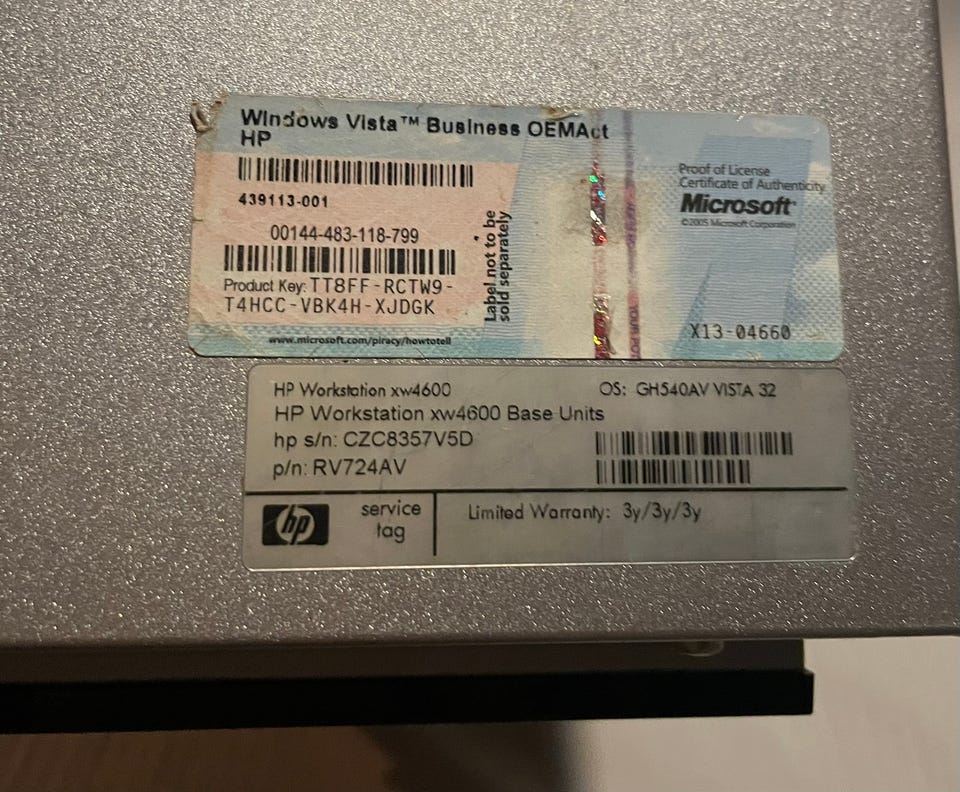 Windows Vista™ Business OEMAct
HP
439113-001
00144-483-118-799
Product Key: TT8FF-RCTW9-
T4HCC-VBK4H-XJDGK
www.microsoft.com/piracy/howtotell
Label not to be
sold separately
Proof of License
Certificate of Authenticity
Microsoft®
©2005 Microsoft Corporation
X13-04660
HP Workstation xw4600 OS: GH540AV VISTA 32
HP Workstation xw4600 Base Units
hp s/n: CZC8357V5D
p/n: RV724AV
hp
service
tag
Limited Warranty: 3y/3y/3y